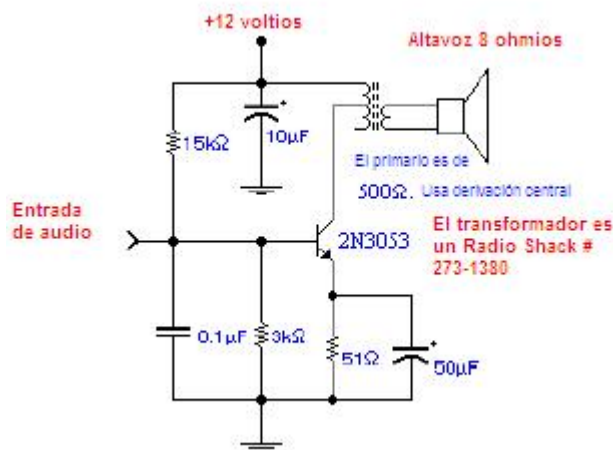 +12 voltios
Altavoz 8 ohmios
15kΩ
10µF
El primario es de
500Ω. Usa derivación central
Entrada
de audio
2N3053
El transformador es
un Radio Shack #
273-1380
0.1µF
3kΩ
51Ω
50µF
+
+